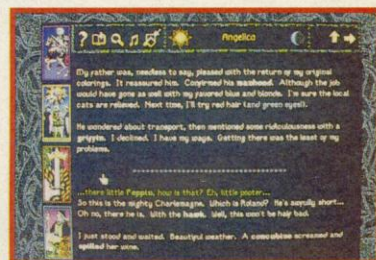 Angelica
My father was, needless to say, pleased with the return of my original
colorings. It reassured him. Confirmed his manhood. Although the job
would have gone as well with my favored blue and blonde. I'm sure the local
cats are relieved. Next time, I'll try red hair (and green eyes).
He wondered about transport, then mentioned some ridiculousness with a
grippin. I declined. I have my ways. Getting there was the least of my
problems.
...there little Peppin, how is that? Eh, little pooter...
So this is the mighty Charlemagne. Which is Roland? He's awfully short...
Oh no, there he is. With the hawk. Well, this won't be half bad.
I just stood and waited. Beautiful weather. A concubine screamed and
spilled her wine.